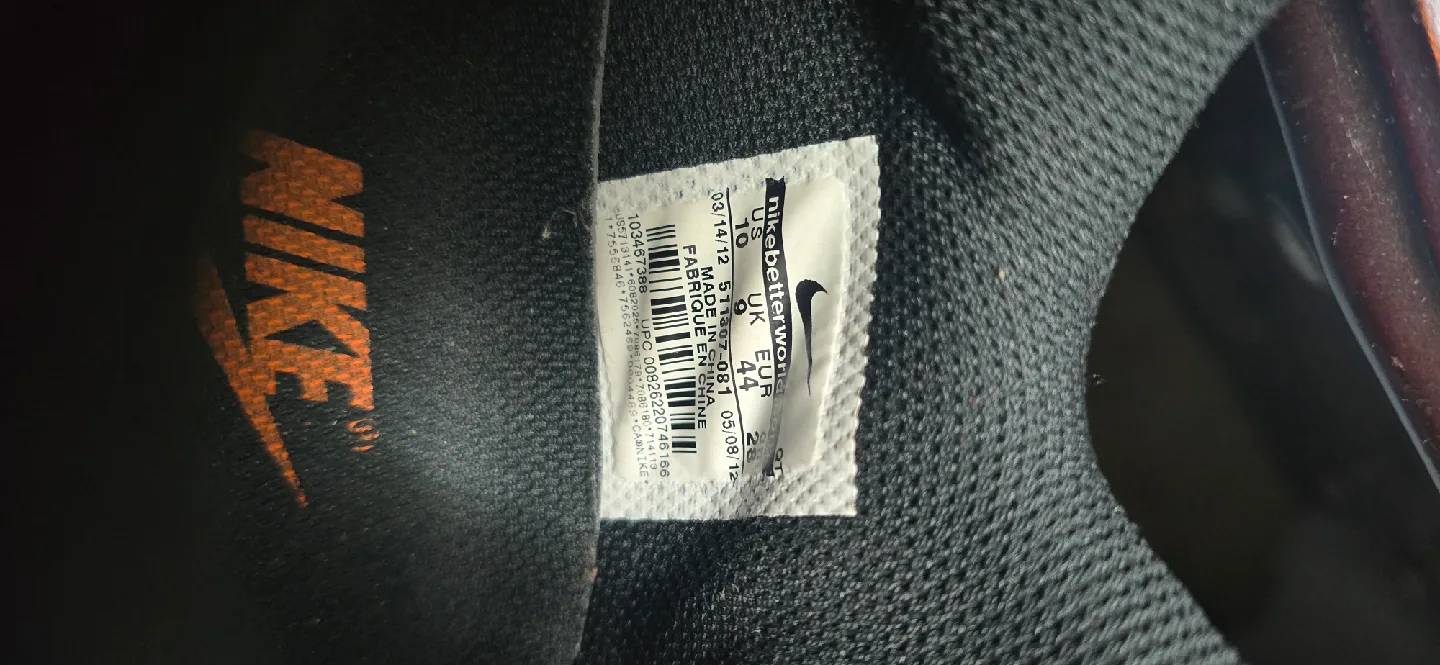 NIKE
nikebetterworld
US UK EUR
10 9 44 28
03/14/12 511307-081 05/08/12
MADE IN CHINA
FABRIQUE EN CHINE
UPC 00826220746166